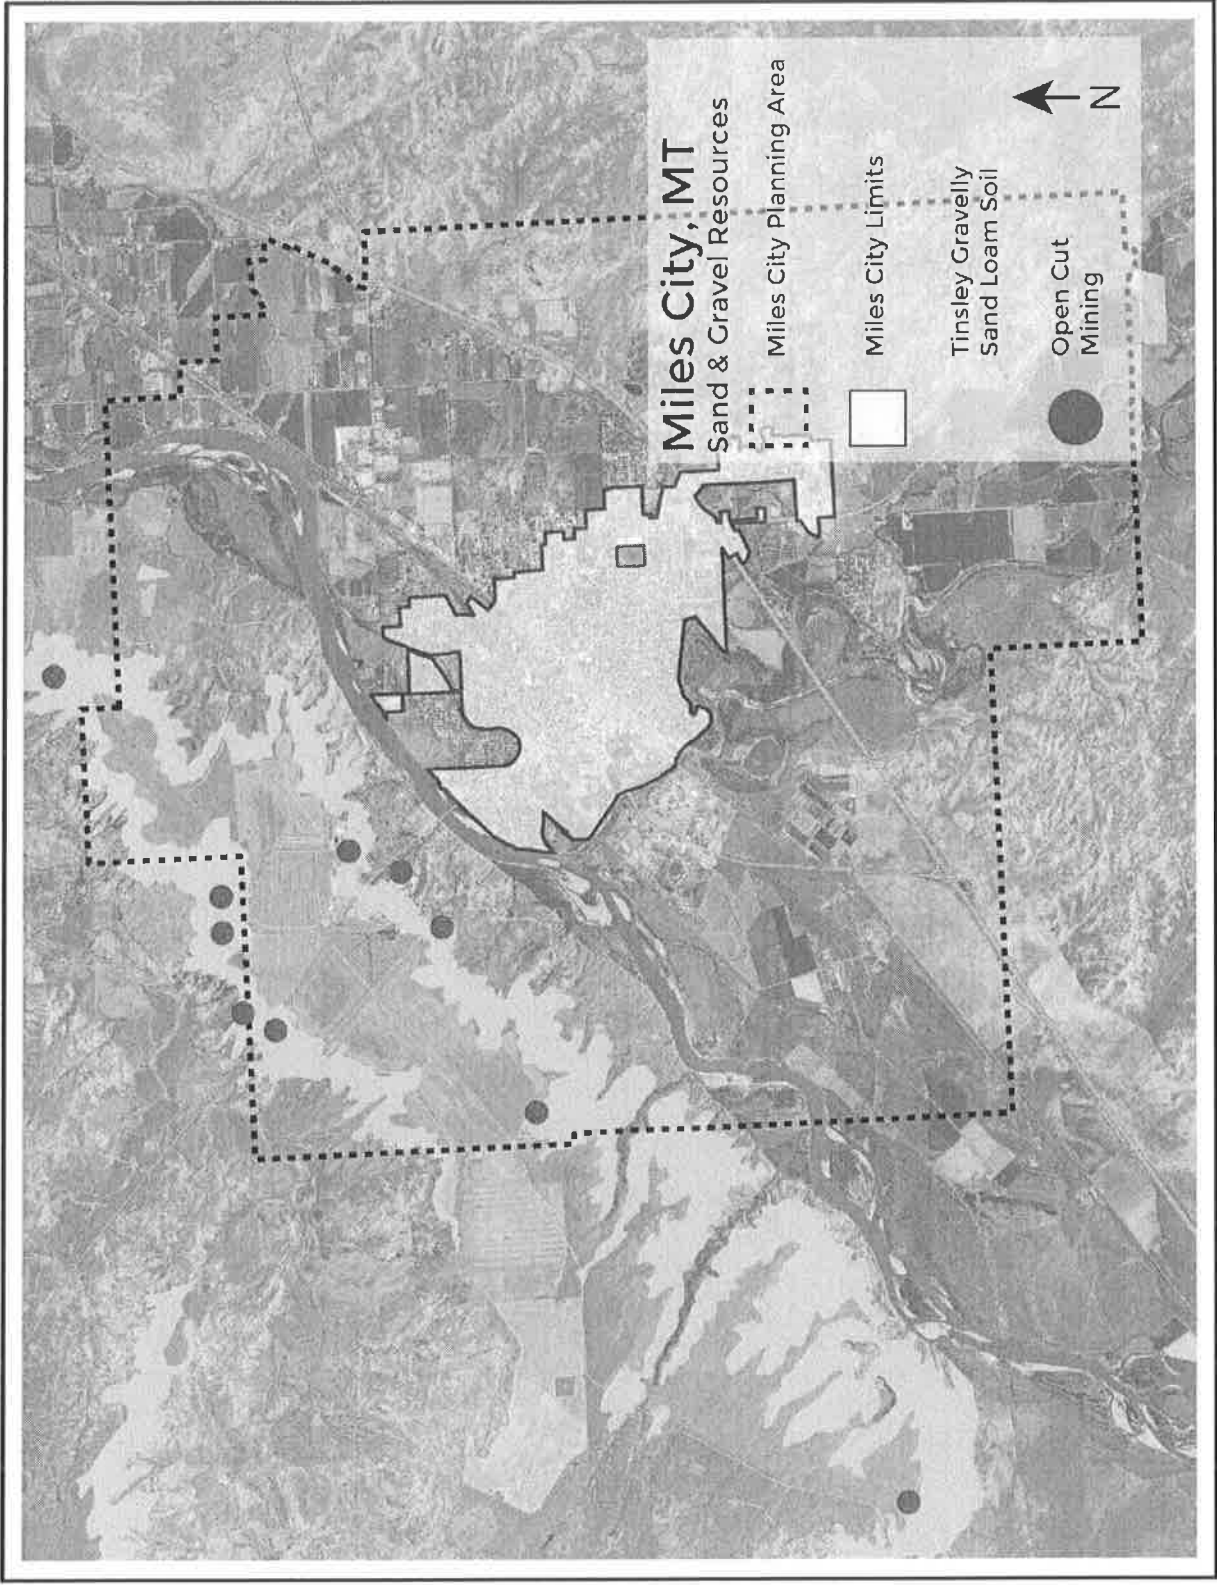 Miles City, MT
Sand & Gravel Resources
Miles City Planning Area
Miles City Limits
Tinsley Gravelly
Sand Loam Soil
Open Cut
Mining
N